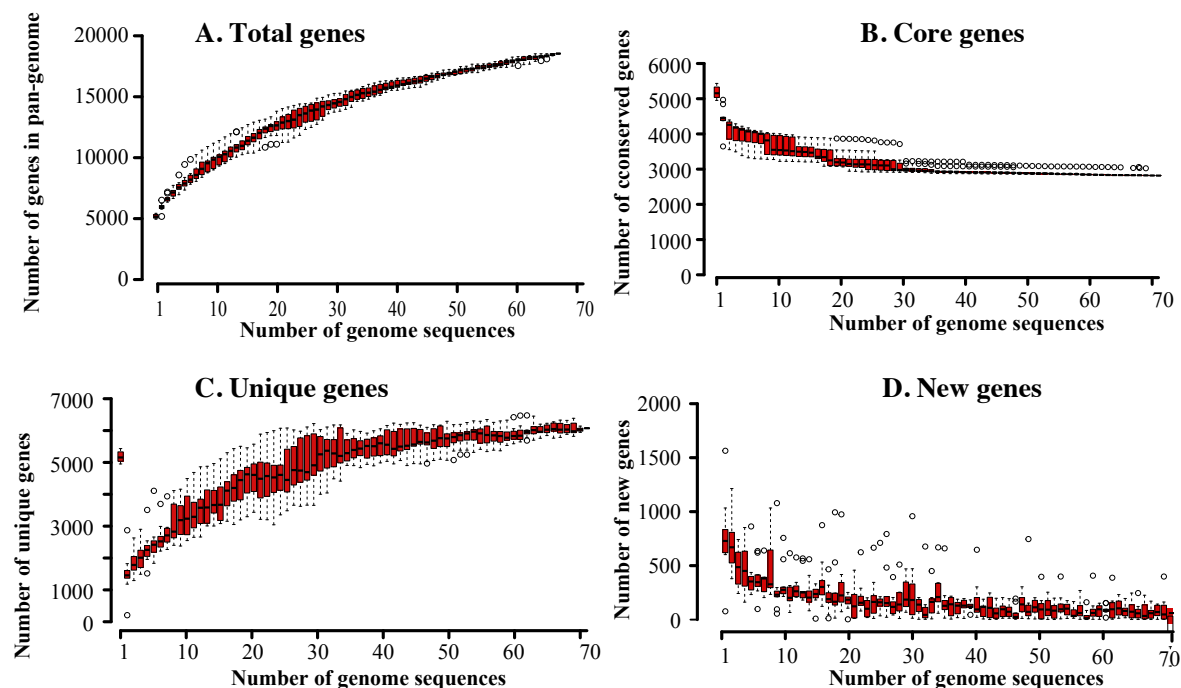 A. Total genes
Number of genes in pan-genome
20000
15000
10000
5000
0
1 10 20 30 40 50 60 70
Number of genome sequences
B. Core genes
Number of cconserved genes
6000
5000
4000
3000
2000
1000
0
1 10 20 30 40 50 60 70
Number of genome sequences
C. Unique genes
Number of unique genes
7000
5000
3000
1000
0
1 10 20 30 40 50 60 70
Number of genome sequences
D. New genes
Number of new genes
2000
1500
1000
500
0
1 10 20 30 40 50 60 70
Number of genome sequences